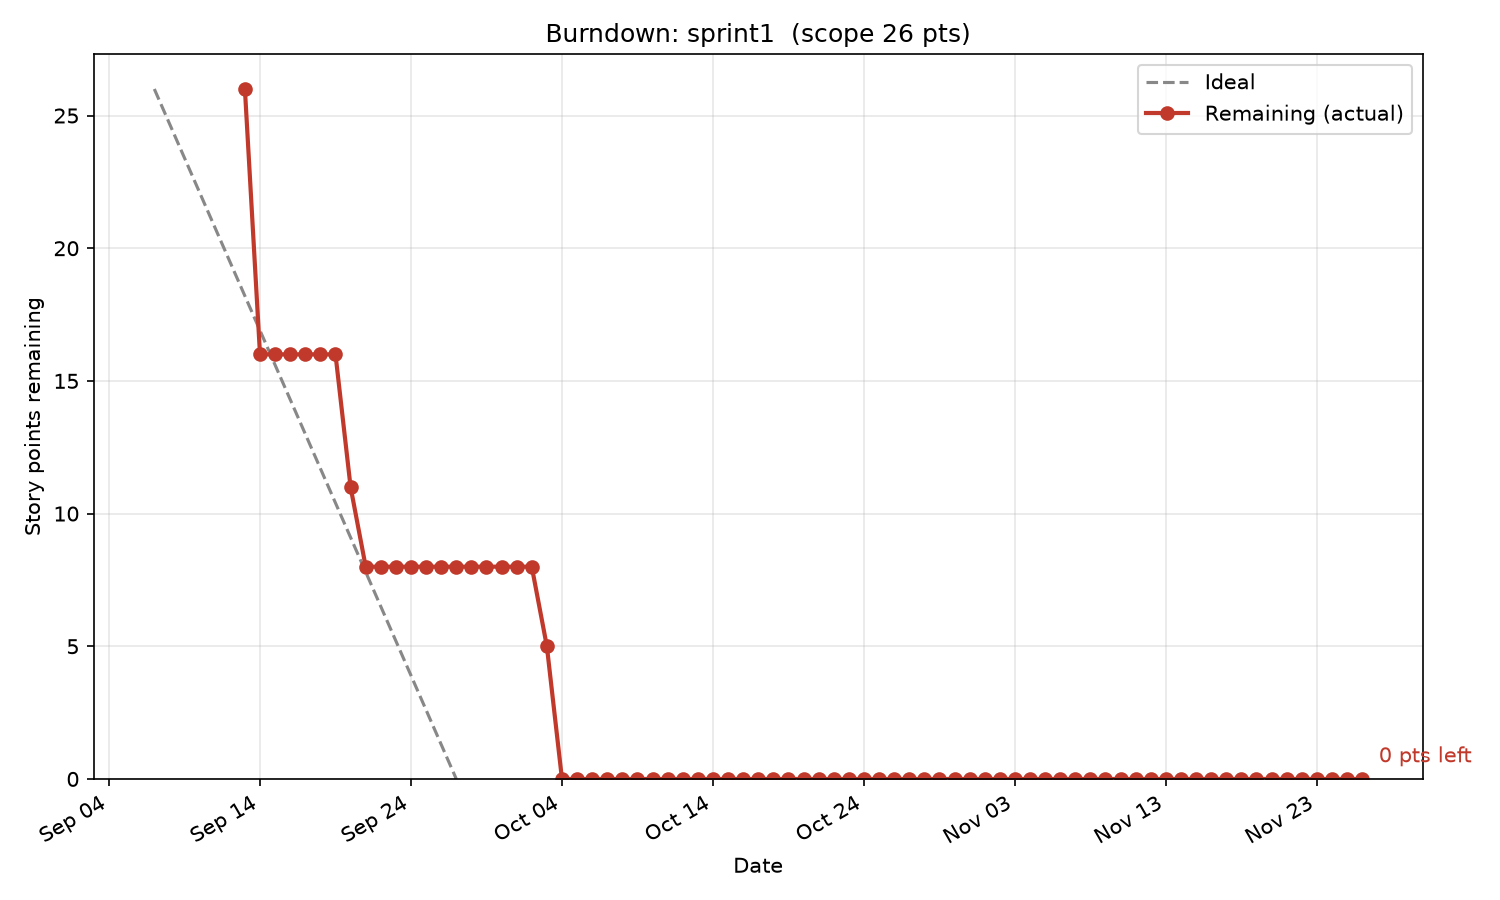 Burndown: sprint1  (scope 26 pts)
Ideal
Remaining (actual)
25
20
15
10
5
0
Story points remaining
0 pts left
Sep 04
Sep 14
Sep 24
Oct 04
Oct 14
Oct 24
Nov 03
Nov 13
Nov 23
Date